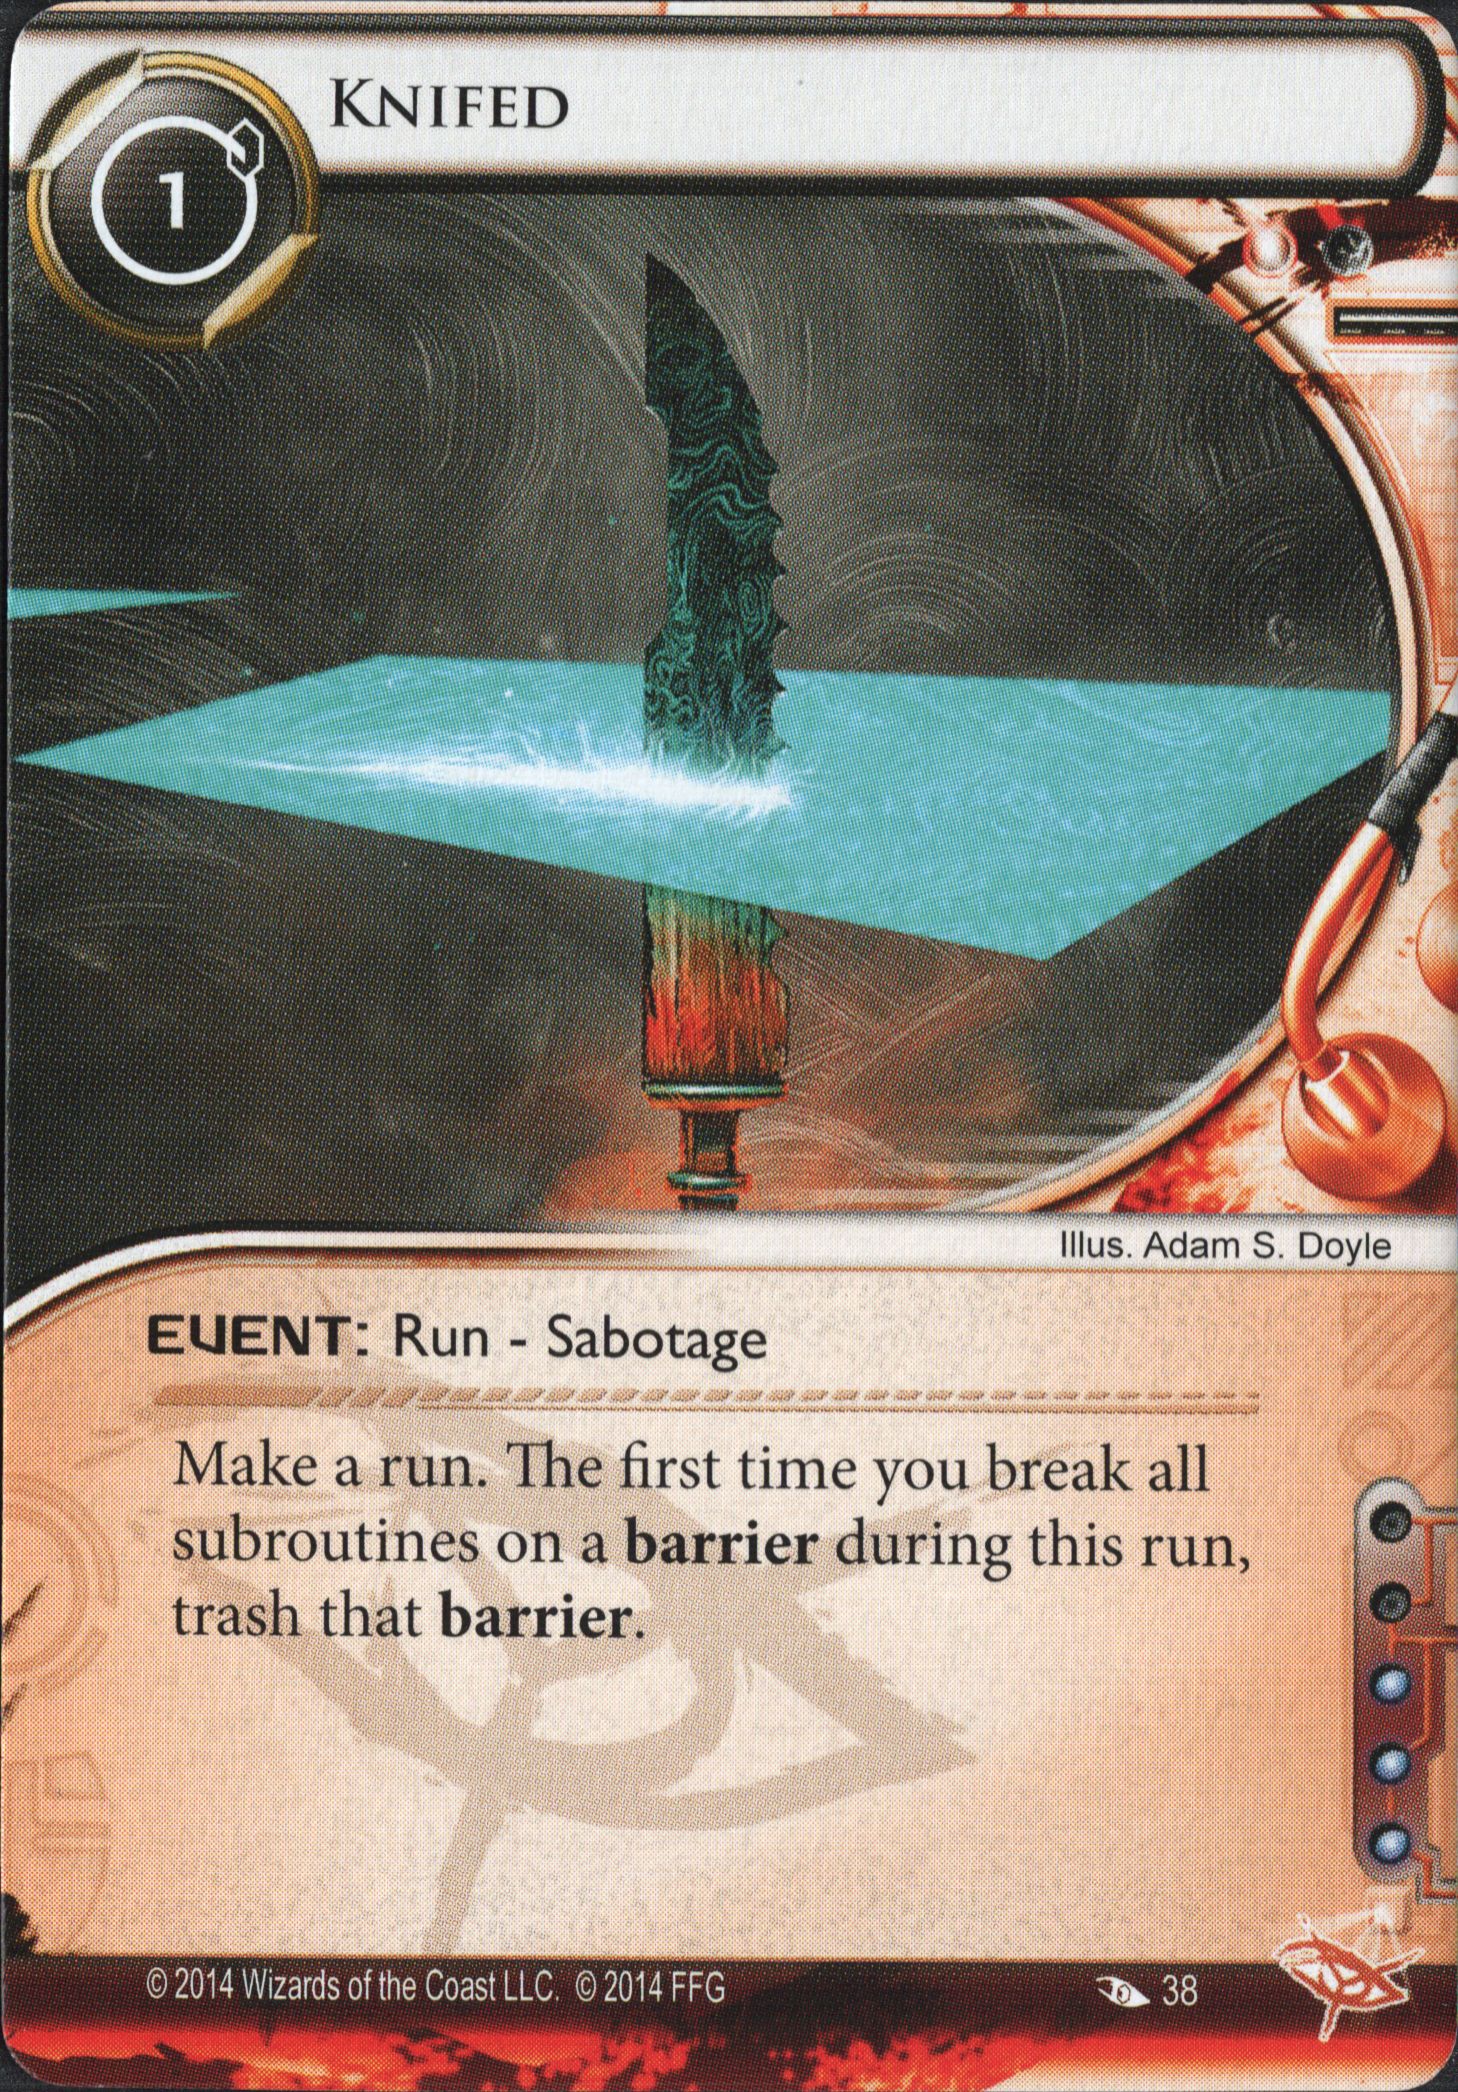 1
KNIFED
Illus. Adam S. Doyle
EVENT: Run - Sabotage
Make a run. The first time you break all
subroutines on a barrier during this run,
trash that barrier.
© 2014 Wizards of the Coast LLC. © 2014 FFG
38